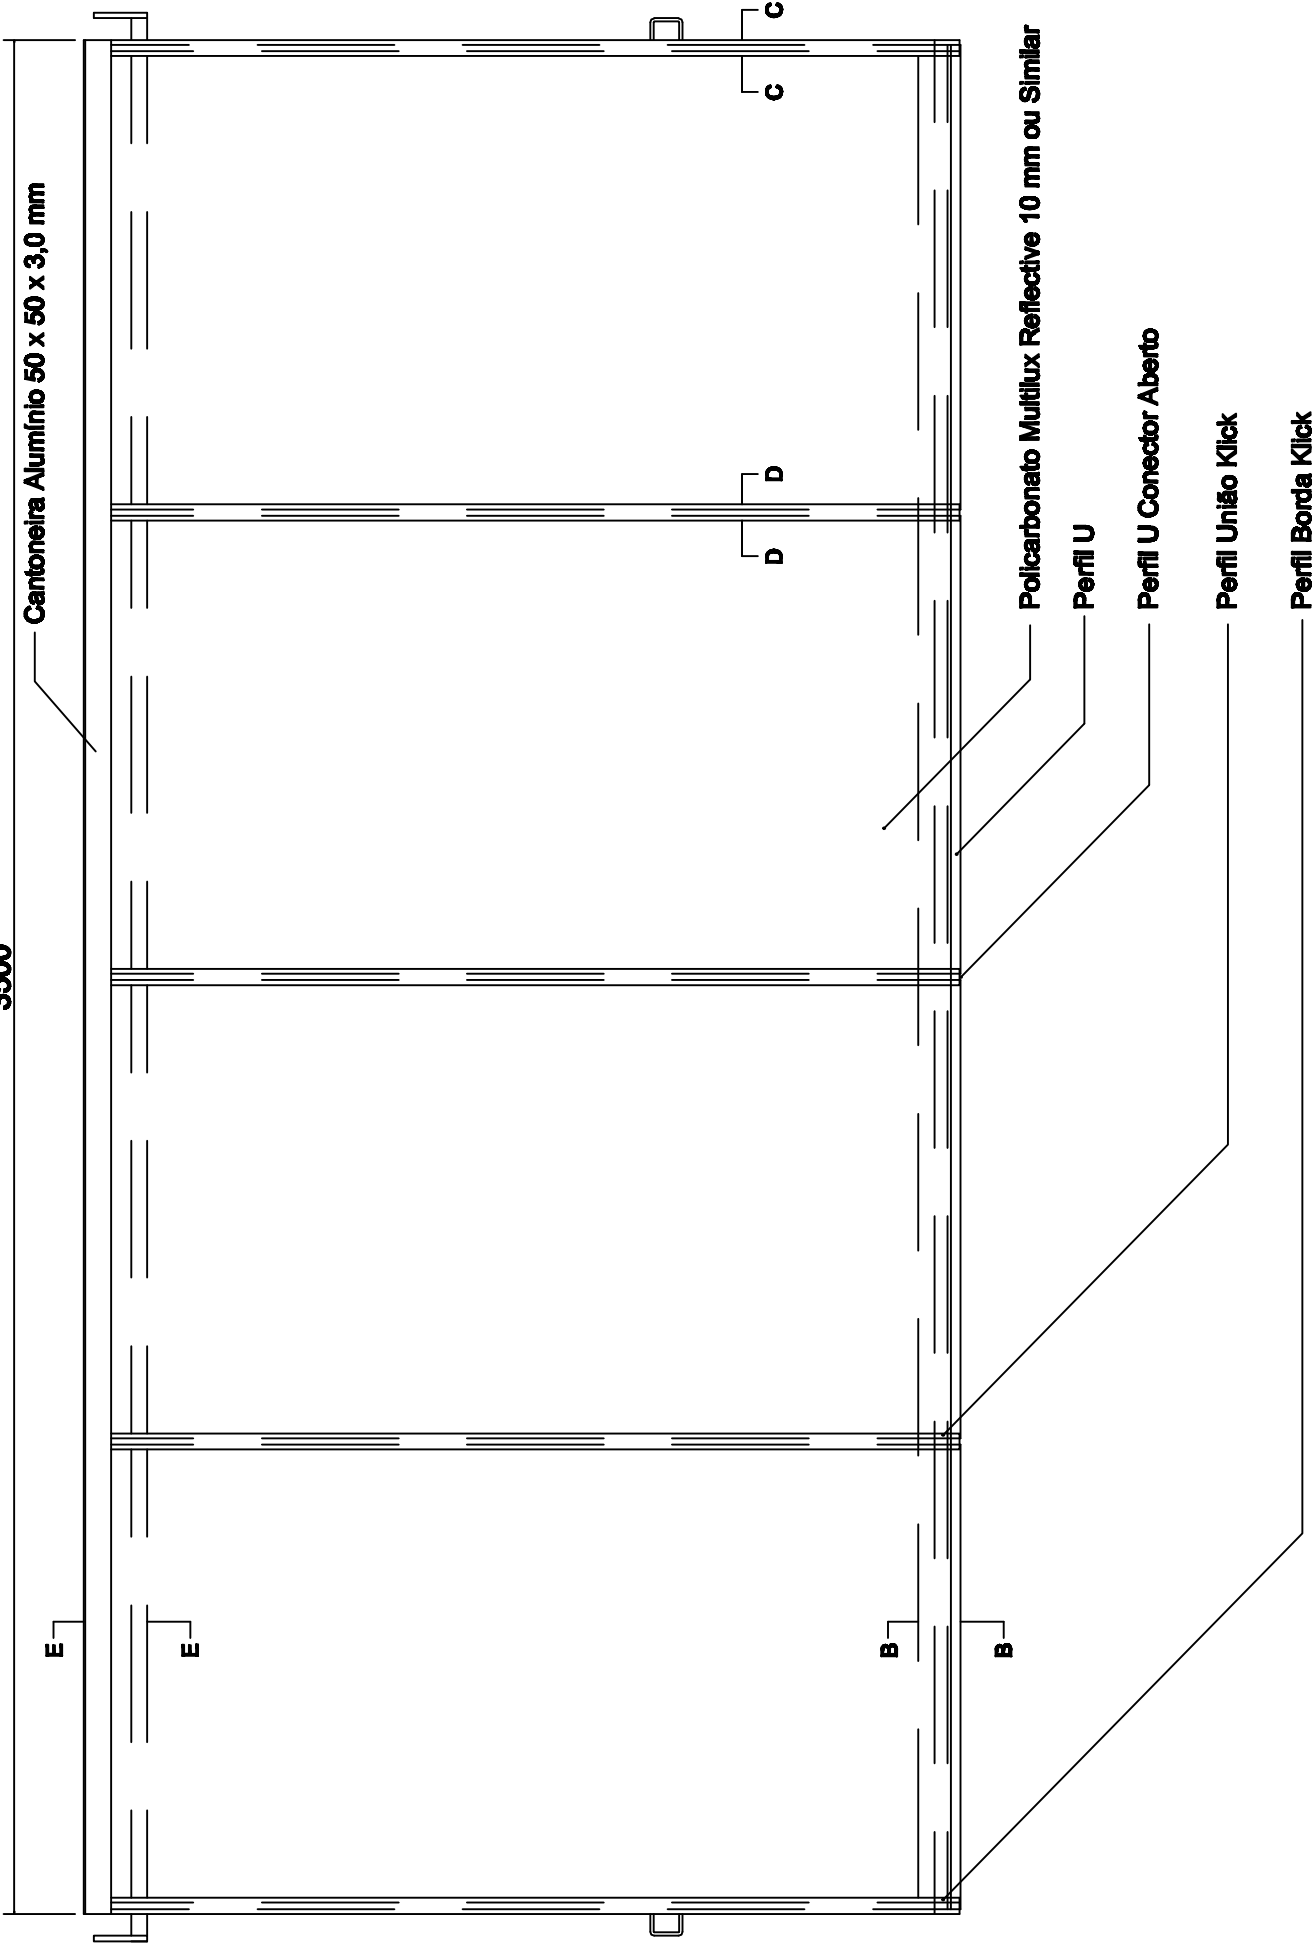 Cantoneira Alumínio 50 x 50 x 3,0 mm
C
C
D
D
E
E
B
B
Policarbonato Multilux Reflective 10 mm ou Similar
Perfil U
Perfil U Conector Aberto
Perfil União Klick
Perfil Borda Klick